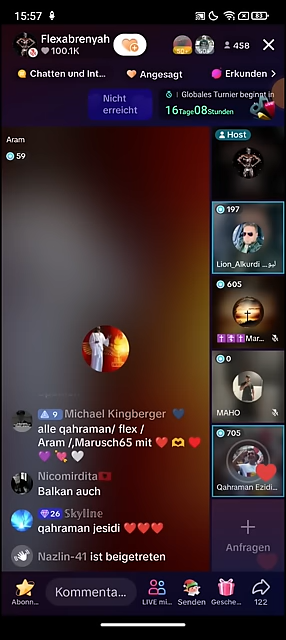 15:57
83
Flexabrenyah
100.1K
458
Chatten und Int...
Angesagt
Erkunden
Nicht
erreicht
Globales Turnier beginnt in
16Tage08Stunden
Aram
59
Host
197
Lion_Alkurdi
605
Mar...
0
MAHO
705
Qahraman Ezidi...
9 Michael Kingberger
alle qahraman/ flex /
Aram /,Marusch65 mit
Nicomirdita
Balkan auch
26 Skyline
qahraman jesidi
Nazlin-41 ist beigetreten
Anfragen
Abonn...
Kommenta...
LIVE mi...
Senden
Gesche...
122